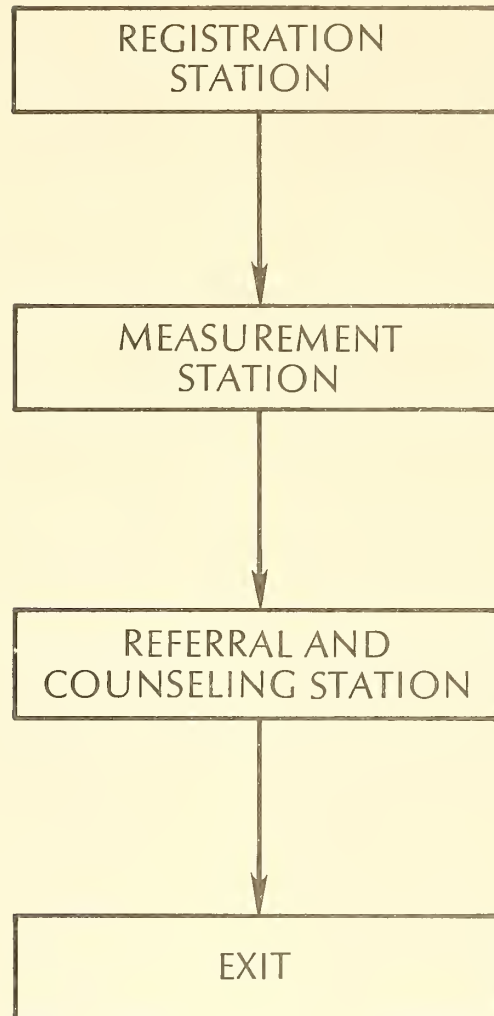 REGISTRATION
STATION
MEASUREMENT
STATION
REFERRAL AND
COUNSELING STATION
EXIT